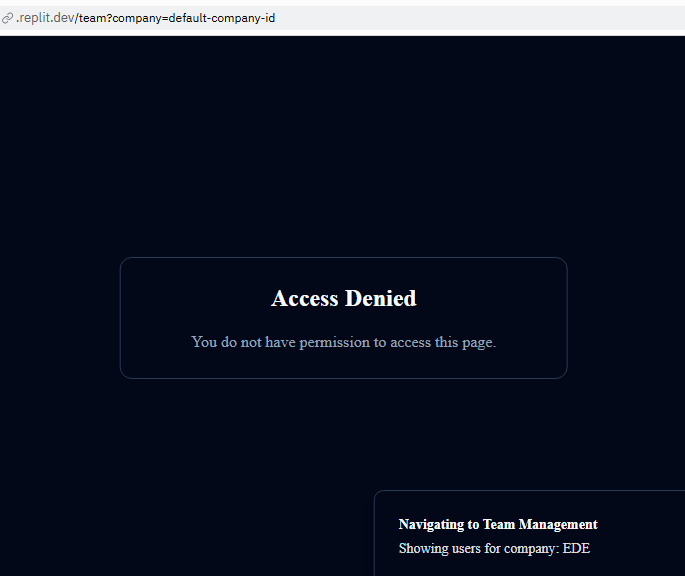 .replit.dev/team?company=default-company-id
Access Denied
You do not have permission to access this page.
Navigating to Team Management
Showing users for company: EDE